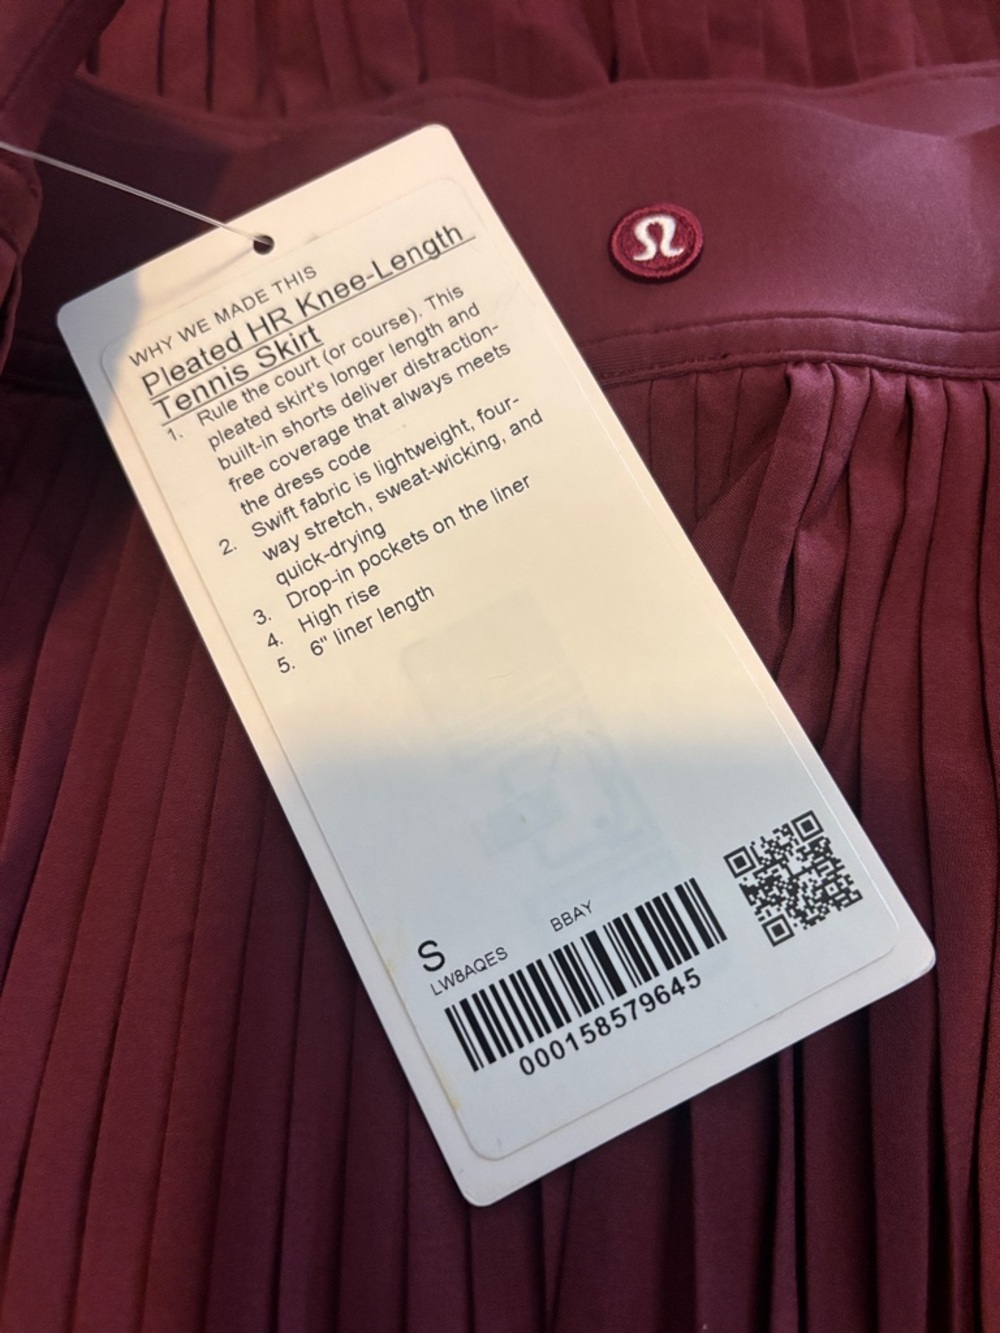 WHY WE MADE THIS
Pleated HR Knee-Length
Tennis Skirt
1. Rule the court (or course). This
pleated skirt's longer length and
built-in shorts deliver distraction-
free coverage that always meets
the dress code
2. Swift fabric is lightweight, four-
way stretch, sweat-wicking, and
quick-drying
3. Drop-in pockets on the liner
4. High rise
5. 6" liner length
S
LW8AQES BBAY
000158579645